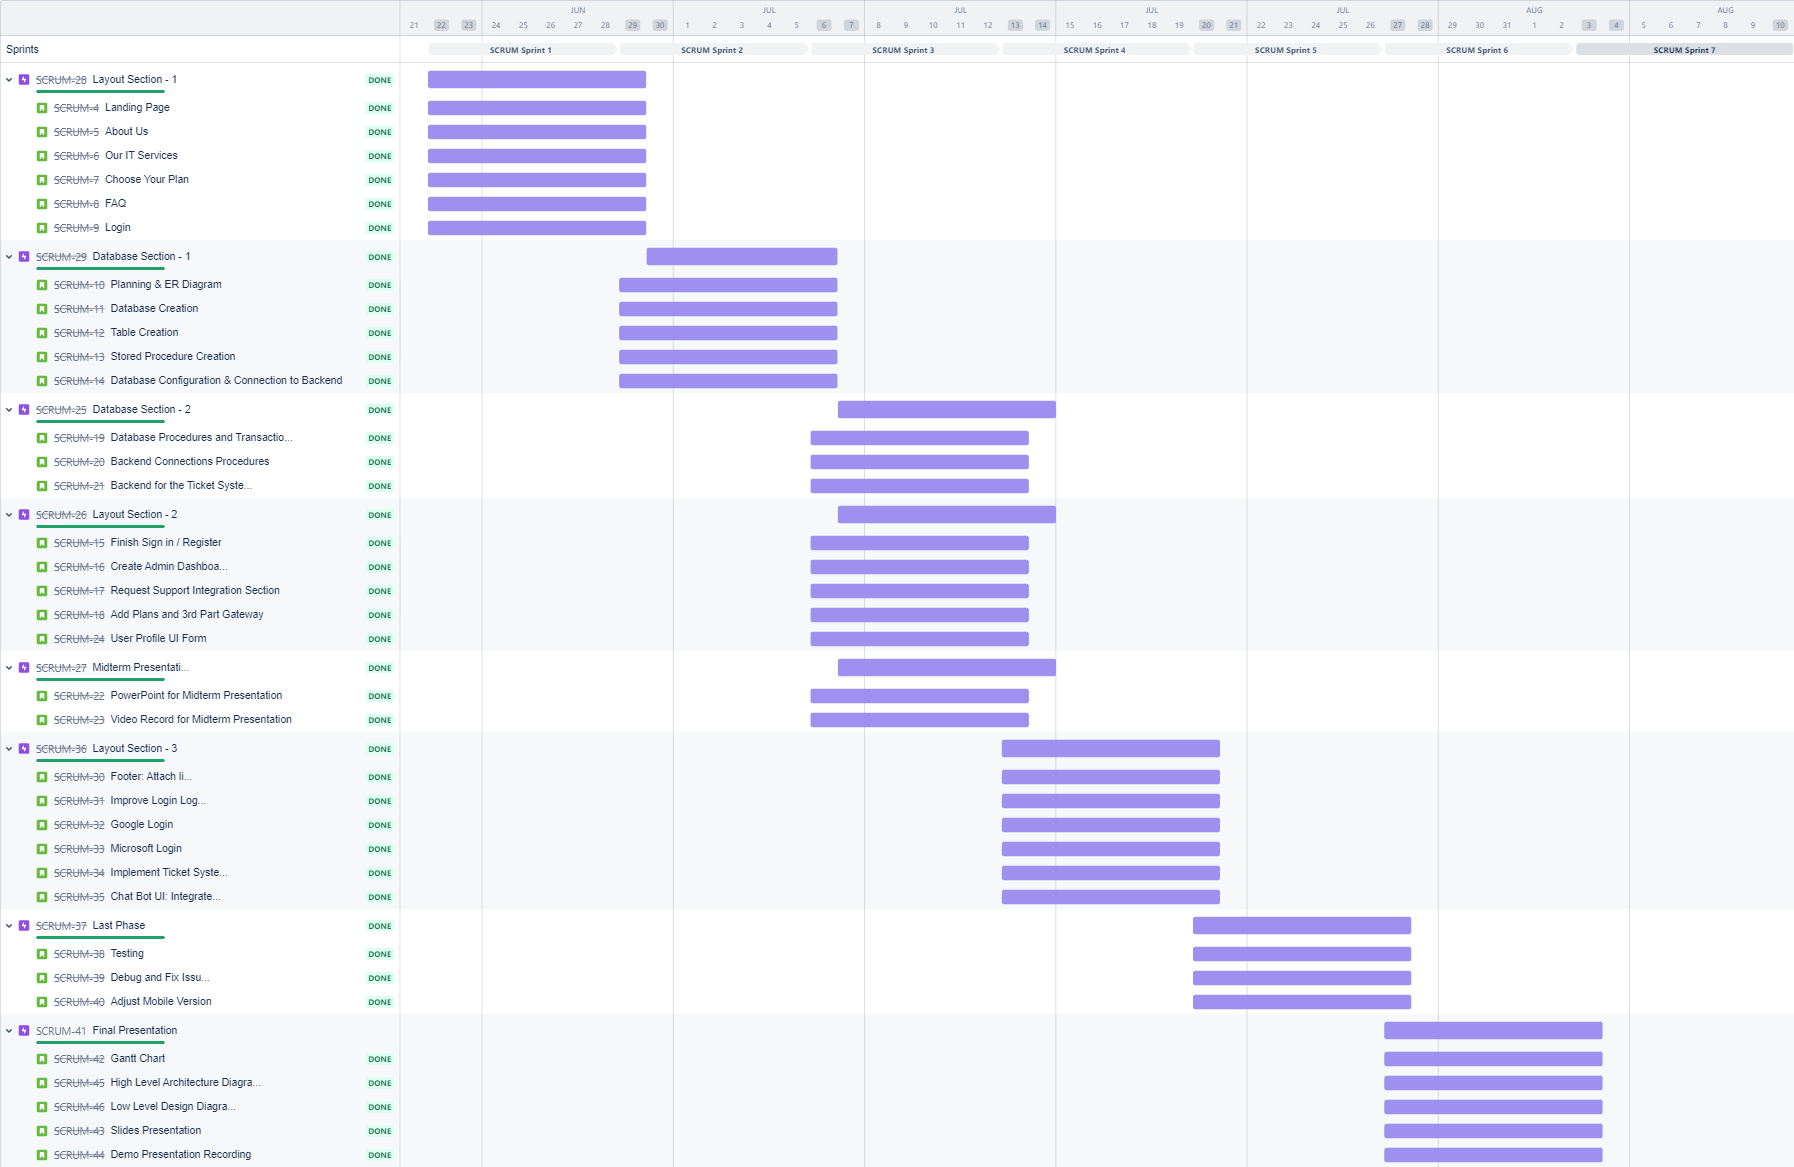 JUN JUL JUL JUL JUL AUG AUG
21 22 23 24 25 26 27 28 29 30 1 2 3 4 5 6 7 8 9 10 11 12 13 14 15 16 17 18 19 20 21 22 23 24 25 26 27 28 29 30 31 1 2 3 4 5 6 7 8 9 10
Sprints SCRUM Sprint 1 SCRUM Sprint 2 SCRUM Sprint 3 SCRUM Sprint 4 SCRUM Sprint 5 SCRUM Sprint 6 SCRUM Sprint 7
SCRUM-28 Layout Section - 1 DONE
SCRUM-4 Landing Page DONE
SCRUM-5 About Us DONE
SCRUM-6 Our IT Services DONE
SCRUM-7 Choose Your Plan DONE
SCRUM-8 FAQ DONE
SCRUM-9 Login DONE
SCRUM-29 Database Section - 1 DONE
SCRUM-10 Planning & ER Diagram DONE
SCRUM-11 Database Creation DONE
SCRUM-12 Table Creation DONE
SCRUM-13 Stored Procedure Creation DONE
SCRUM-14 Database Configuration & Connection to Backend DONE
SCRUM-25 Database Section - 2 DONE
SCRUM-19 Database Procedures and Transactio... DONE
SCRUM-20 Backend Connections Procedures DONE
SCRUM-21 Backend for the Ticket Syste... DONE
SCRUM-26 Layout Section - 2 DONE
SCRUM-15 Finish Sign in / Register DONE
SCRUM-16 Create Admin Dashboa... DONE
SCRUM-17 Request Support Integration Section DONE
SCRUM-18 Add Plans and 3rd Part Gateway DONE
SCRUM-24 User Profile UI Form DONE
SCRUM-27 Midterm Presentati... DONE
SCRUM-22 PowerPoint for Midterm Presentation DONE
SCRUM-23 Video Record for Midterm Presentation DONE
SCRUM-36 Layout Section - 3 DONE
SCRUM-30 Footer: Attach li... DONE
SCRUM-31 Improve Login Log... DONE
SCRUM-32 Google Login DONE
SCRUM-33 Microsoft Login DONE
SCRUM-34 Implement Ticket Syste... DONE
SCRUM-35 Chat Bot UI: Integrate... DONE
SCRUM-37 Last Phase DONE
SCRUM-38 Testing DONE
SCRUM-39 Debug and Fix Issu... DONE
SCRUM-40 Adjust Mobile Version DONE
SCRUM-41 Final Presentation
SCRUM-42 Gantt Chart DONE
SCRUM-45 High Level Architecture Diagra... DONE
SCRUM-46 Low Level Design Diagra... DONE
SCRUM-43 Slides Presentation DONE
SCRUM-44 Demo Presentation Recording DONE